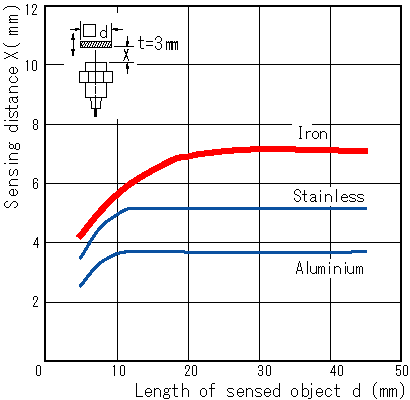 Sensing distance X(mm)
12
10
8
6
4
2
0
10
20
30
40
50
Length of sensed object d (mm)
□d
t=3mm
X
Iron
Stainless
Aluminium